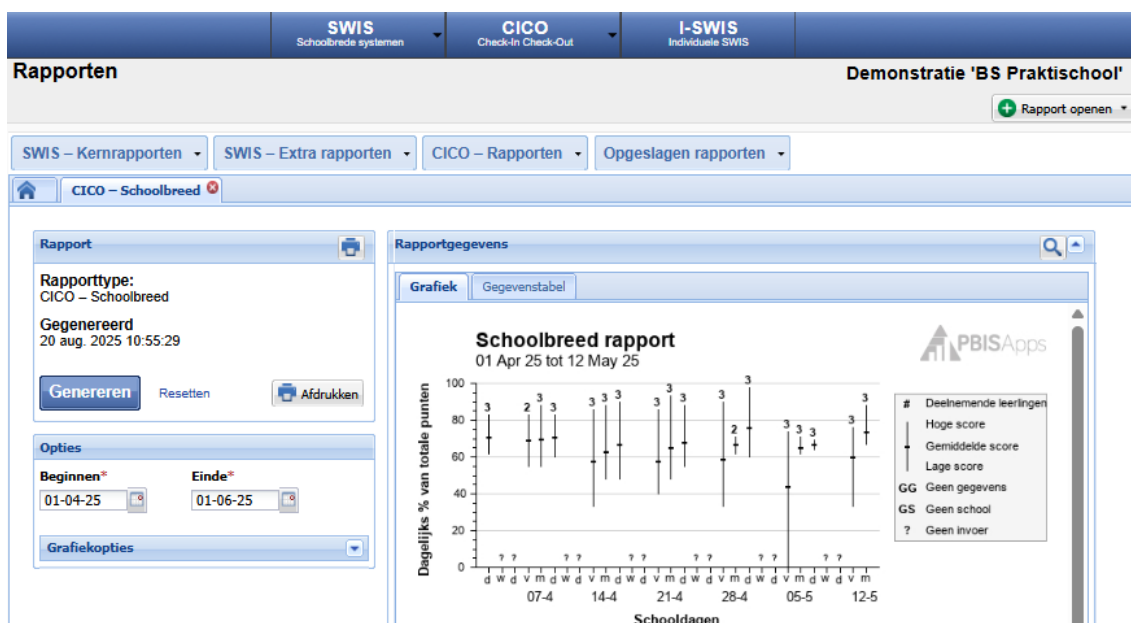 SWIS
Schoolbrede systemen
CICO
Check-In Check-Out
I-SWIS
Individuele SWIS
Rapporten
Demonstratie 'BS Praktischool'
Rapport openen
SWIS – Kernrapporten
SWIS – Extra rapporten
CICO – Rapporten
Opgeslagen rapporten
CICO – Schoolbreed
Rapport
Rapporttype:
CICO – Schoolbreed
Gegenereerd
20 aug. 2025 10:55:29
Genereren
Resetten
Afdrukken
Opties
Beginnen*
Einde*
01-04-25
01-06-25
Grafiekopties
Rapportgegevens
Grafiek
Gegevenstabel
Schoolbreed rapport
01 Apr 25 tot 12 May 25
PBISApps
Dagelijks % van totale punten
100
80
60
40
20
0
3 2 3 3 3 3 3 3 3 3 3 2 3 3 3 3 3 3
? ? ? ? ? ? ? ? ? ? ? ?
d w d v m d w d v m d w d v m d w d v m d w d v m d w d v m
07-4 14-4 21-4 28-4 05-5 12-5
Schooldagen
# Deelnemende leerlingen
Hoge score
Gemiddelde score
Lage score
GG Geen gegevens
GS Geen school
? Geen invoer